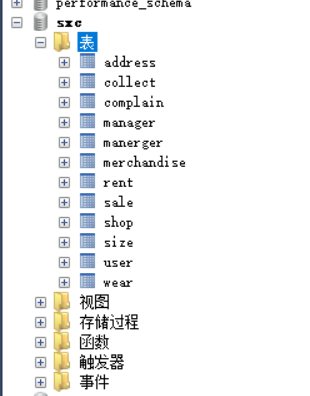 performance_schema
sxc
表
address
collect
complain
manager
manerger
merchandise
rent
sale
shop
size
user
wear
视图
存储过程
函数
触发器
事件